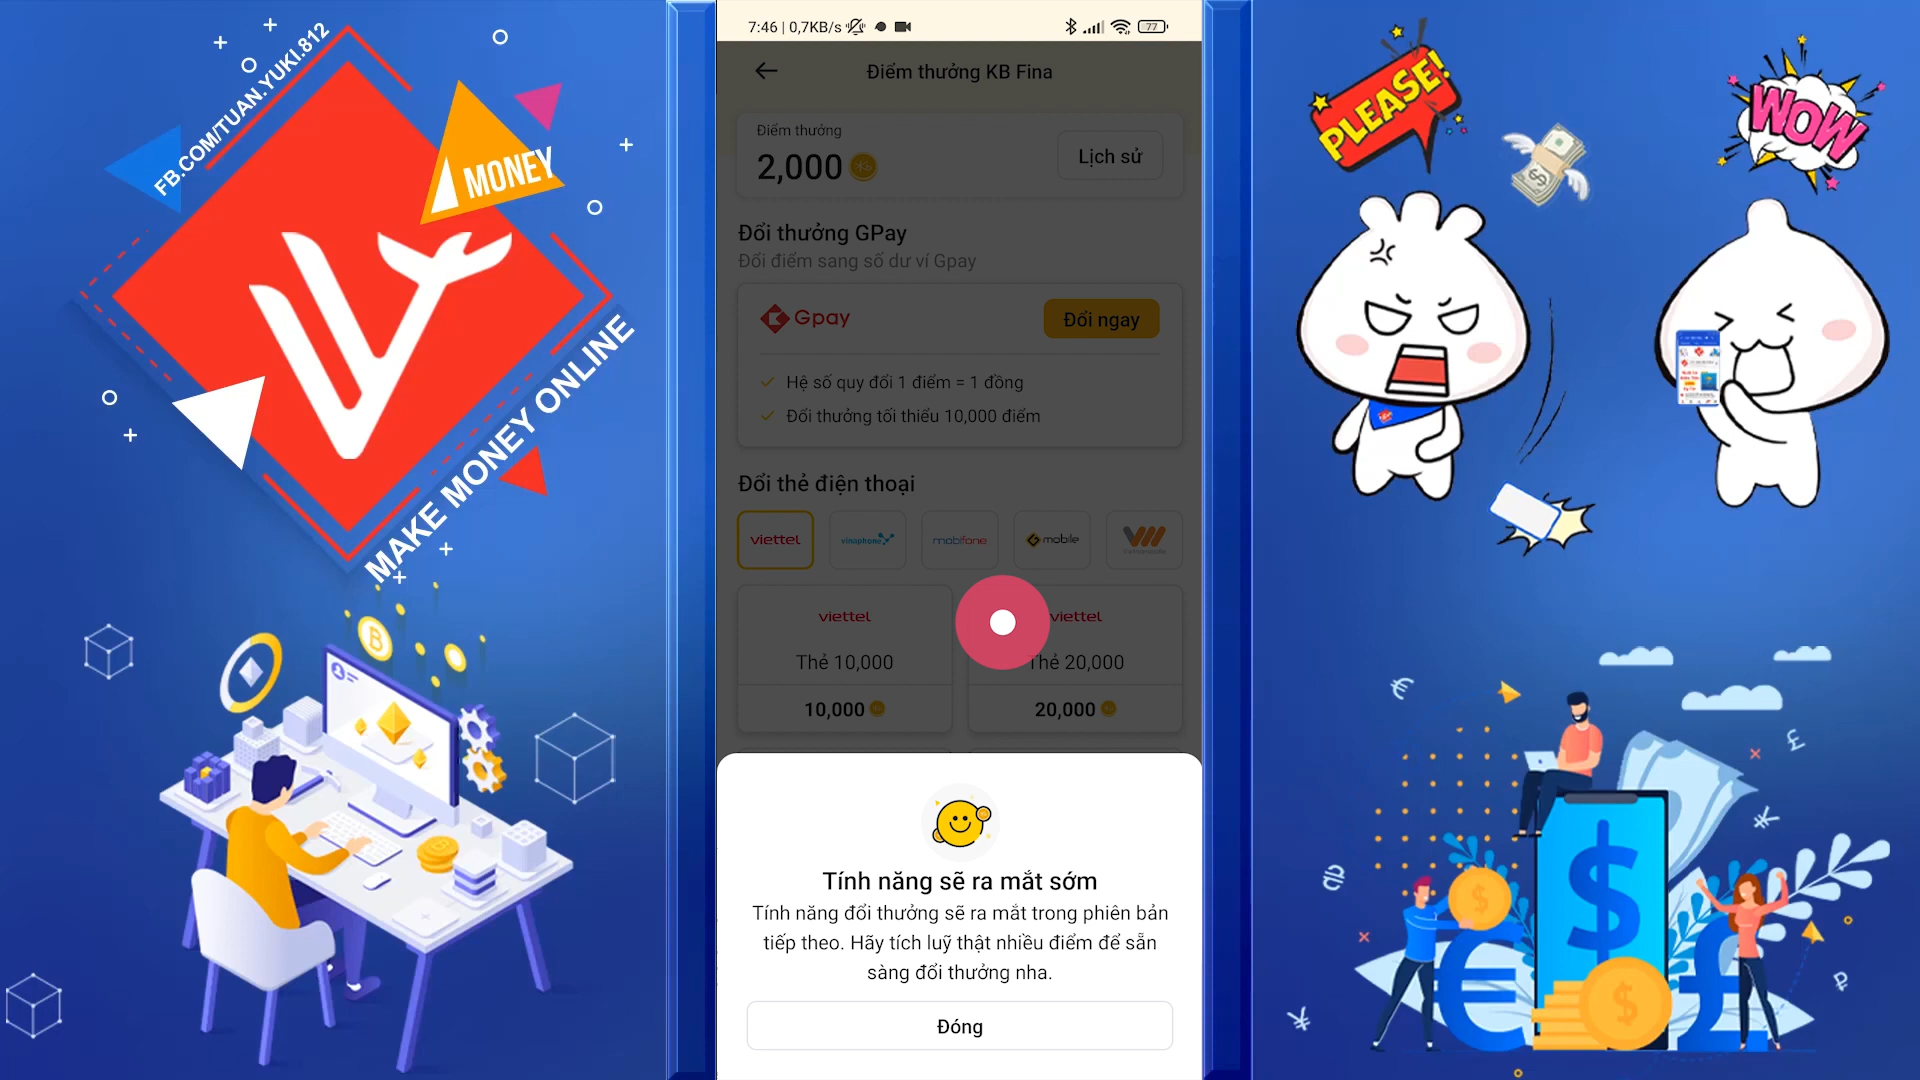 FB.COM/TUAN.YUKI.812
MONEY
MAKE MONEY ONLINE
7:46 | 0,7KB/s
77
Điểm thưởng KB Fina
Điểm thưởng
2,000
Lịch sử
Đổi thưởng GPay
Đổi điểm sang số dư ví Gpay
Gpay
Đổi ngay
Hệ số quy đổi 1 điểm = 1 đồng
Đổi thưởng tối thiểu 10,000 điểm
Đổi thẻ điện thoại
viettel
vinaphone
mobifone
Gmobile
vietnamobile
viettel
viettel
Thẻ 10,000
Thẻ 20,000
10,000
20,000
Tính năng sẽ ra mắt sớm
Tính năng đổi thưởng sẽ ra mắt trong phiên bản
tiếp theo. Hãy tích luỹ thật nhiều điểm để sẵn
sàng đổi thưởng nha.
Đóng
PLEASE!
WOW